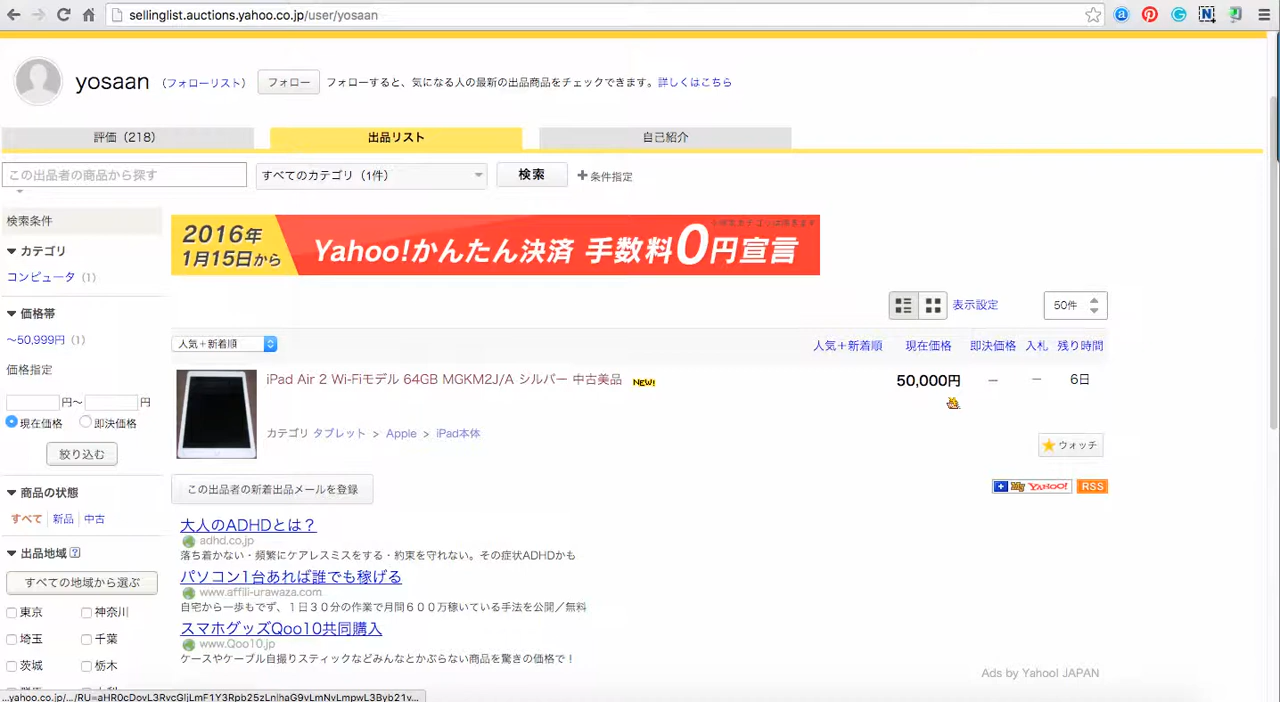 sellinglist.auctions.yahoo.co.jp/user/yosaan
yosaan (フォローリスト) フォロー フォローすると、気になる人の最新の出品商品をチェックできます。詳しくはこちら
評価（218） 出品リスト 自己紹介
この出品者の商品から探す すべてのカテゴリ（1件） 検索 +条件指定
検索条件
カテゴリ
コンピュータ (1)
価格帯
～50,999円 (1)
価格指定
円～ 円
現在価格 即決価格
絞り込む
商品の状態
すべて 新品 中古
出品地域 ?
すべての地域から選ぶ
東京 神奈川
埼玉 千葉
茨城 栃木
2016年
1月15日から
Yahoo!かんたん決済 手数料0円宣言
表示設定 50件
人気＋新着順 人気＋新着順 現在価格 即決価格 入札 残り時間
iPad Air 2 Wi-Fiモデル 64GB MGKM2J/A シルバー 中古美品 NEW! 50,000円 － － 6日
カテゴリ タブレット > Apple > iPad本体
ウォッチ
この出品者の新着出品メールを登録
My YAHOO! RSS
大人のADHDとは？
adhd.co.jp
落ち着かない・頻繁にケアレスミスをする・約束を守れない。その症状ADHDかも
パソコン1台あれば誰でも稼げる
www.affili-urawaza.com
自宅から一歩もでず、１日３０分の作業で月間６００万稼いている手法を公開／無料
スマホグッズQoo10共同購入
www.Qoo10.jp
ケースやケーブル自撮りスティックなどみんなとかぶらない商品を驚きの価格で！
Ads by Yahoo! JAPAN